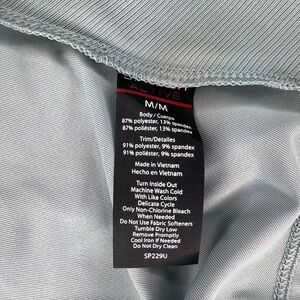 ACTIVE
M/M
Body / Cuerpo
87% polyester, 13% spandex
87% poliéster, 13% spandex
Trim/Detalles
91% polyester, 9% spandex
91% poliéster, 9% spandex
Made in Vietnam
Hecho en Vietnam
Turn Inside Out
Machine Wash Cold
With Like Colors
Delicate Cycle
Only Non-Chlorine Bleach
When Needed
Do Not Use Fabric Softeners
Tumble Dry Low
Remove Promptly
Cool Iron if Needed
Do Not Dry Clean
SP229U